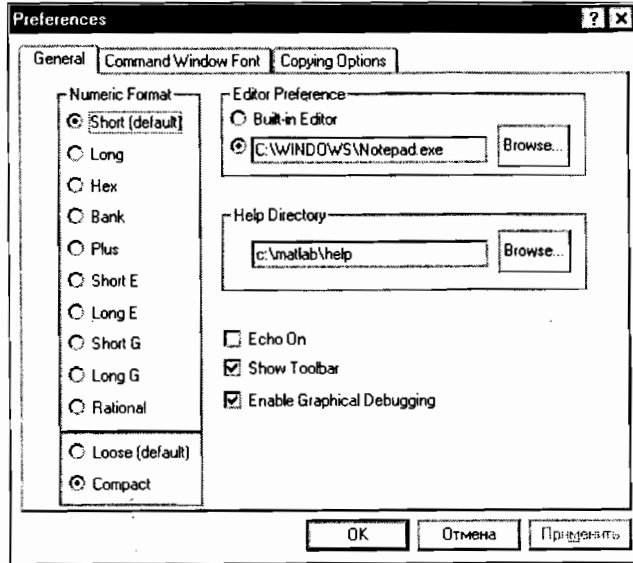 Preferences
General
Command Window Font
Copying Options
Numeric Format
Short (default)
Long
Hex
Bank
Plus
Short E
Long E
Short G
Long G
Rational
Loose (default)
Compact
Editor Preference
Built-in Editor
C:\WINDOWS\Notepad.exe
Browse...
Help Directory
c:\matlab\help
Browse...
Echo On
Show Toolbar
Enable Graphical Debugging
OK
Отмена
Применить